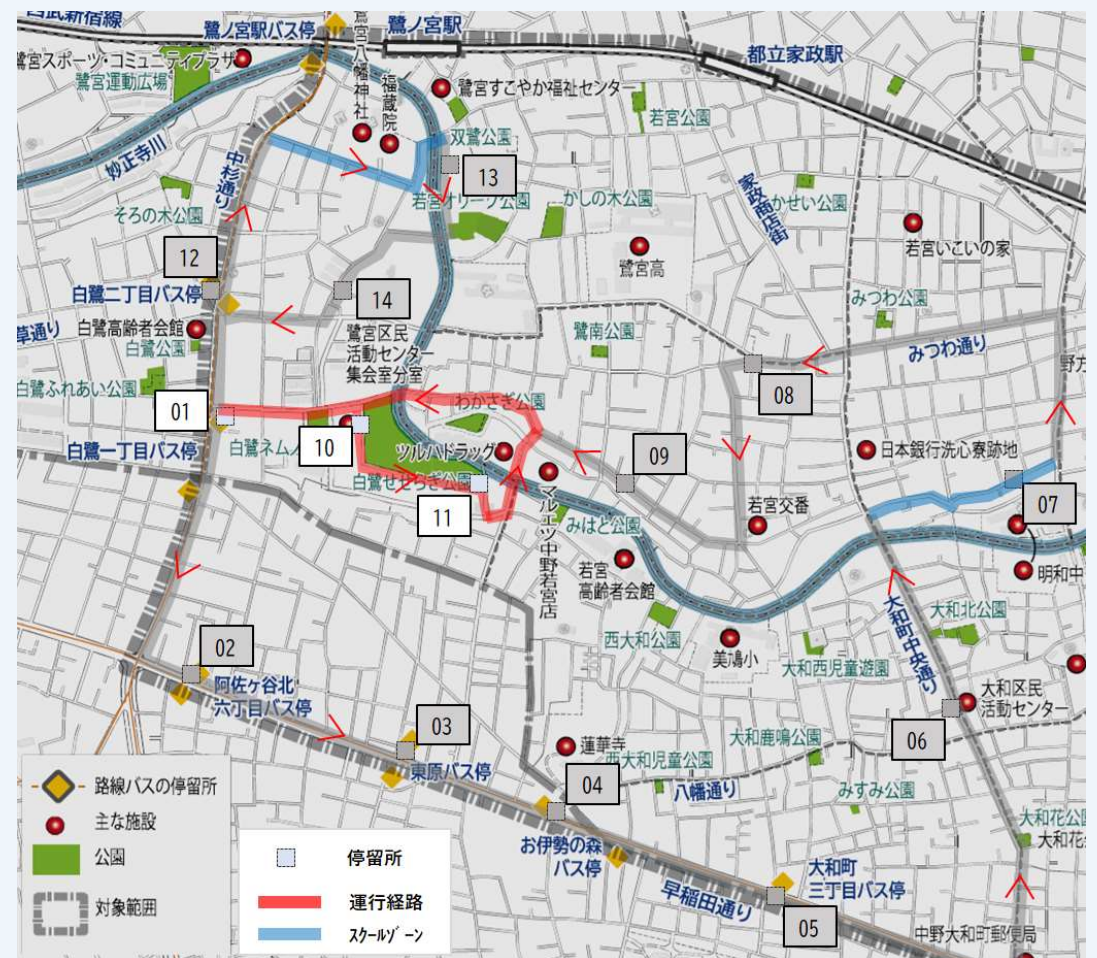 西武新宿線
鷺ノ宮駅バス停
鷺ノ宮駅
都立家政駅
鷺宮スポーツ・コミュニティプラザ
鷺宮運動広場
鷺宮八幡神社
福蔵院
鷺宮すこやか福祉センター
若宮公園
双鷺公園
妙正寺川
中杉通り
13
若宮オリーブ公園
かしの木公園
家政商店街
かせい公園
そろの木公園
若宮いこいの家
12
鷺宮高
白鷺二丁目バス停
14
みつわ公園
草通り
白鷺高齢者会館
白鷺公園
鷺宮区民
活動センター
集会室分室
鷺南公園
みつわ通り
野方
08
白鷺ふれあい公園
01
わかさぎ公園
白鷺一丁目バス停
10
ツルハドラッグ
09
日本銀行洗心寮跡地
白鷺せせらぎ公園
07
11
マルエツ中野若宮店
みはと公園
若宮交番
若宮
高齢者会館
明和中
大和町中央通り
大和北公園
西大和公園
美鳩小
大和西児童遊園
02
阿佐ヶ谷北
六丁目バス停
大和区民
活動センター
03
06
蓮華寺
大和鹿鳴公園
東原バス停
西大和児童公園
04
八幡通り
みすみ公園
路線バスの停留所
主な施設
公園
対象範囲
大和花公園
お伊勢の森
バス停
大和町
三丁目バス停
早稲田通り
05
中野大和町郵便局
停留所
運行経路
スクールゾーン